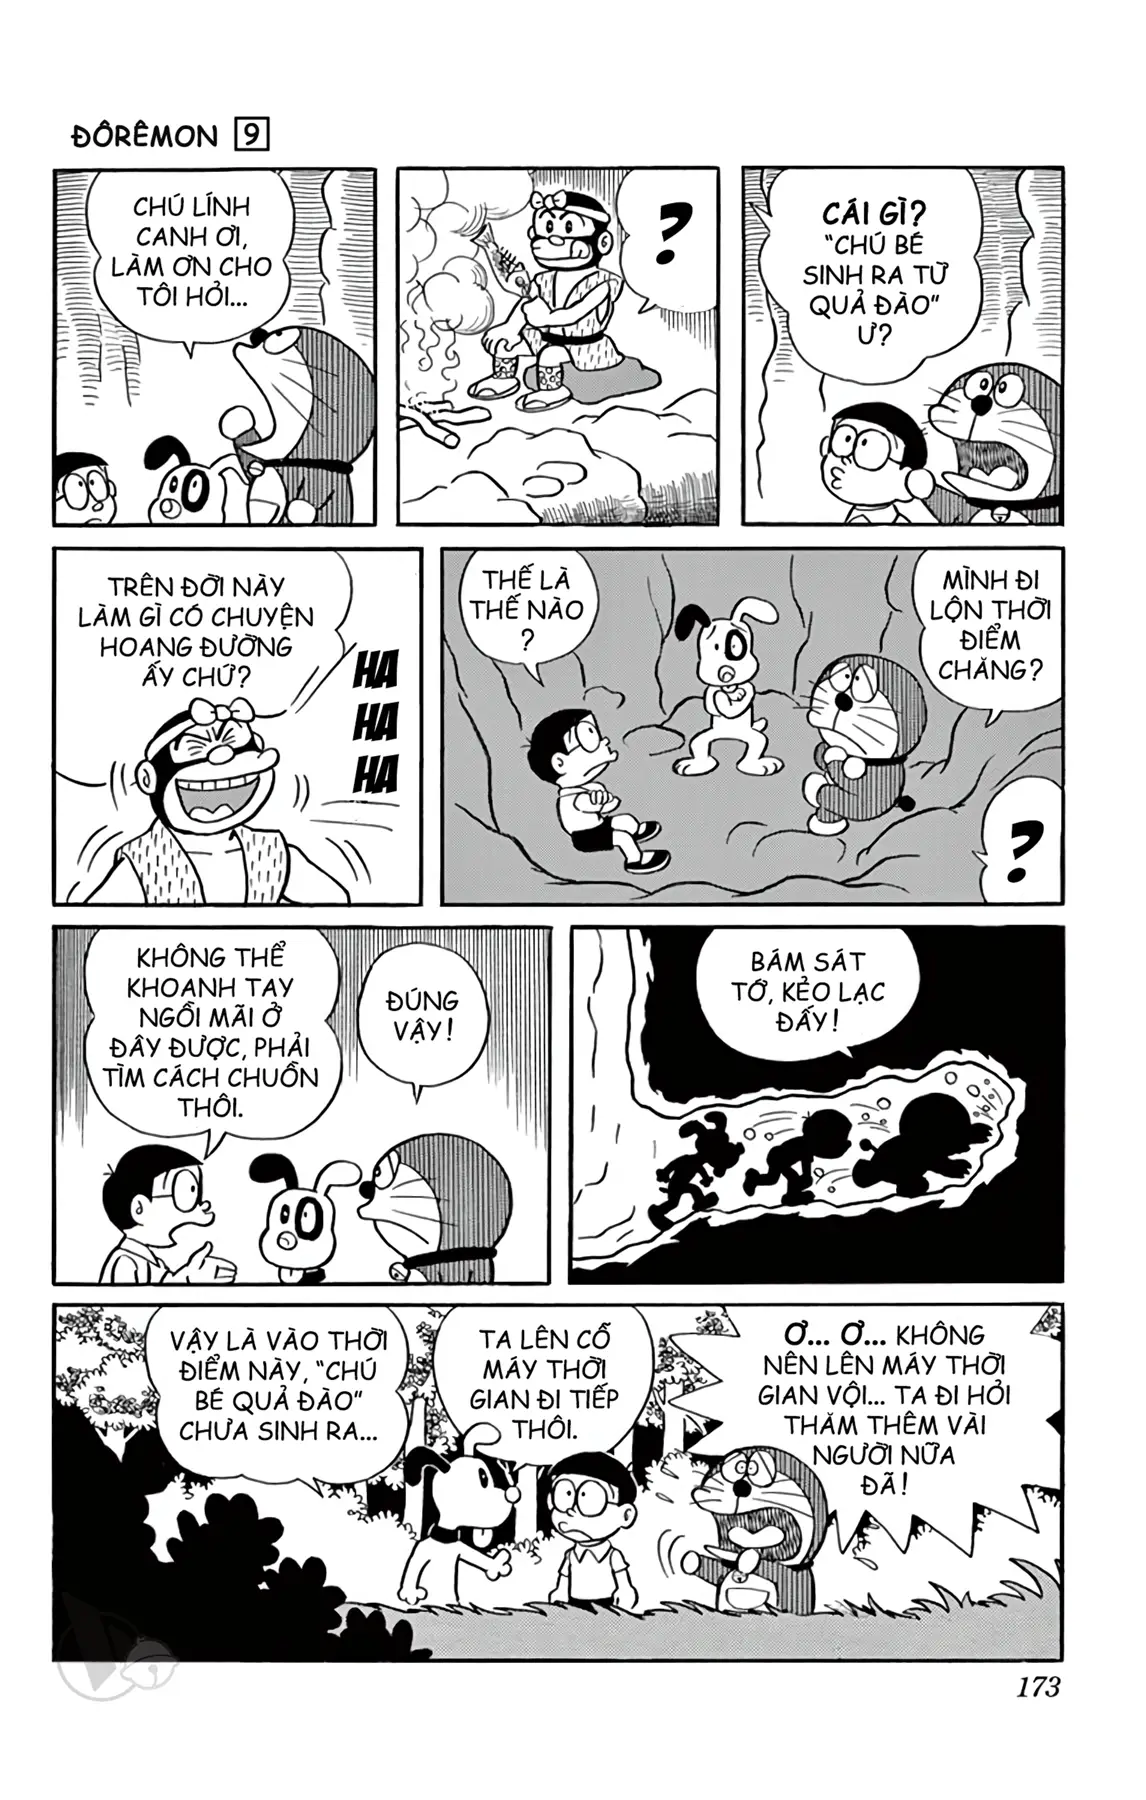 ĐÔRÊMON 9
CHÚ LÍNH
CANH ƠI,
LÀM ƠN CHO
TÔI HỎI...
?
CÁI GÌ?
“CHÚ BÉ
SINH RA TỪ
QUẢ ĐÀO”
Ư?
TRÊN ĐỜI NÀY
LÀM GÌ CÓ CHUYỆN
HOANG ĐƯỜNG
ẤY CHỨ?
HA
HA
HA
THẾ LÀ
THẾ NÀO
?
MÌNH ĐI
LỘN THỜI
ĐIỂM
CHĂNG?
?
KHÔNG THỂ
KHOANH TAY
NGỒI MÃI Ở
ĐÂY ĐƯỢC, PHẢI
TÌM CÁCH CHUỒN
THÔI.
ĐÚNG
VẬY!
BÁM SÁT
TỚ, KẺO LẠC
ĐẤY!
VẬY LÀ VÀO THỜI
ĐIỂM NÀY, “CHÚ
BÉ QUẢ ĐÀO”
CHƯA SINH RA...
TA LÊN CỖ
MÁY THỜI
GIAN ĐI TIẾP
THÔI.
Ơ... Ơ... KHÔNG
NÊN LÊN MÁY THỜI
GIAN VỘI... TA ĐI HỎI
THĂM THÊM VÀI
NGƯỜI NỮA
ĐÃ!
173